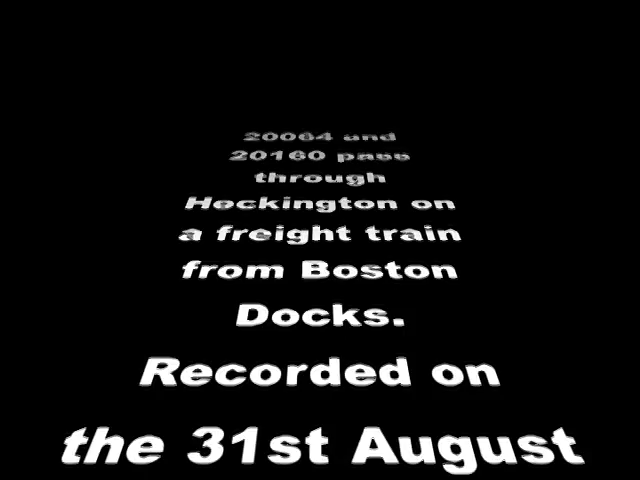 20064 and
20160 pass
through
Heckington on
a freight train
from Boston
Docks.
Recorded on
the 31st August